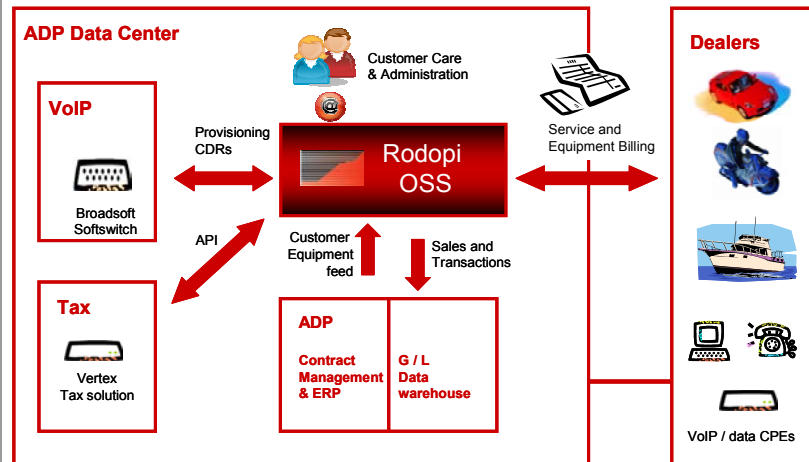 ADP Data Center
Customer Care
& Administration
@
VoIP
Broadsoft
Softswitch
Provisioning
CDRs
Rodopi
OSS
Service and
Equipment Billing
API
Customer
Equipment
feed
Sales and
Transactions
Tax
Vertex
Tax solution
ADP
Contract
Management
& ERP
G / L
Data
warehouse
Dealers
VoIP / data CPEs